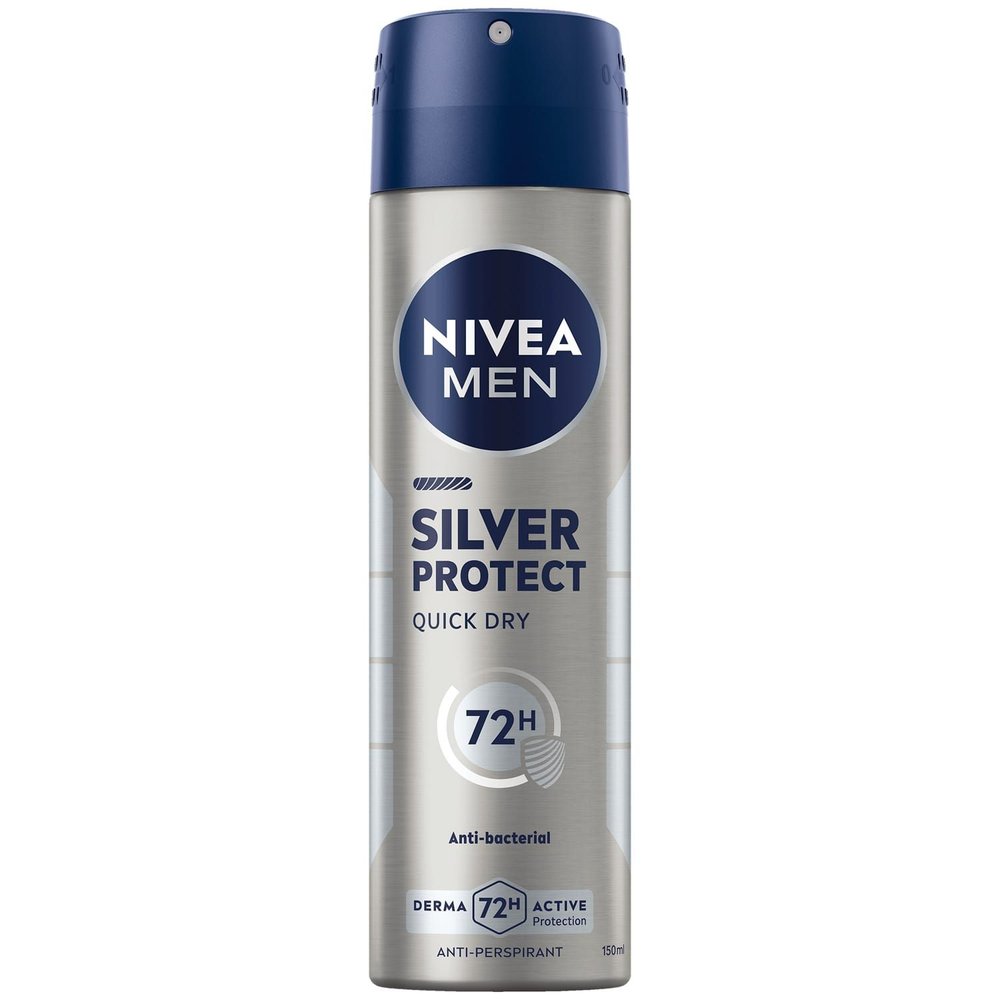 NIVEA
MEN
SILVER
PROTECT
QUICK DRY
72H
Anti-bacterial
DERMA 72H ACTIVE
Protection
ANTI-PERSPIRANT 150ml